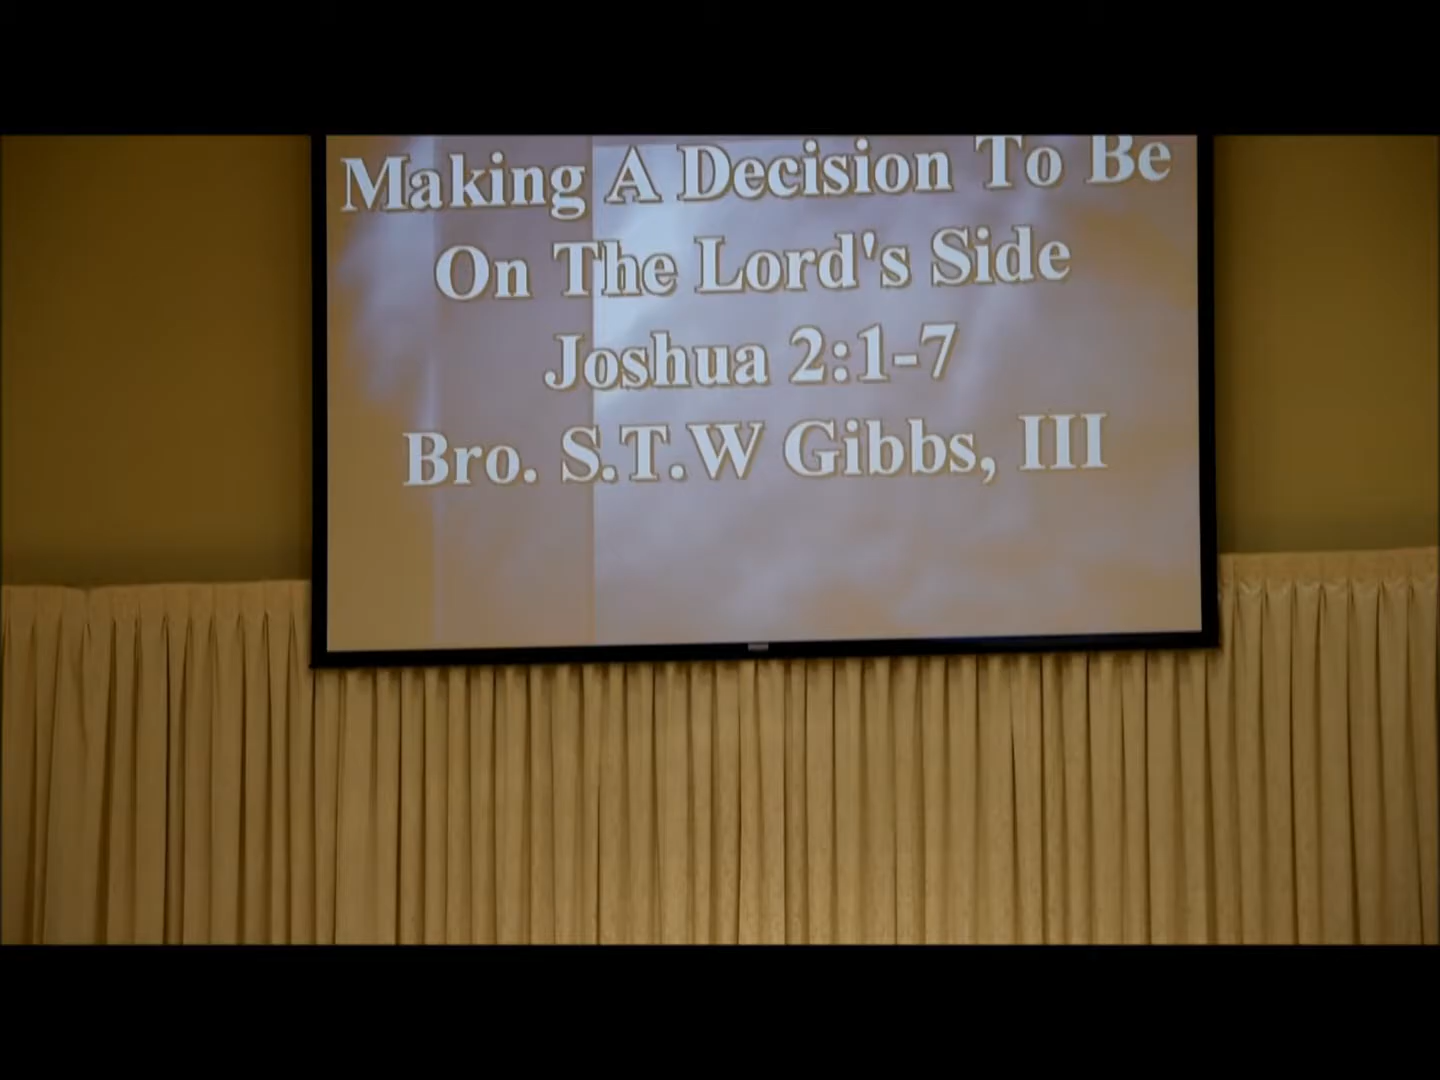 Making A Decision To Be
On The Lord's Side
Joshua 2:1-7
Bro. S.T.W Gibbs, III